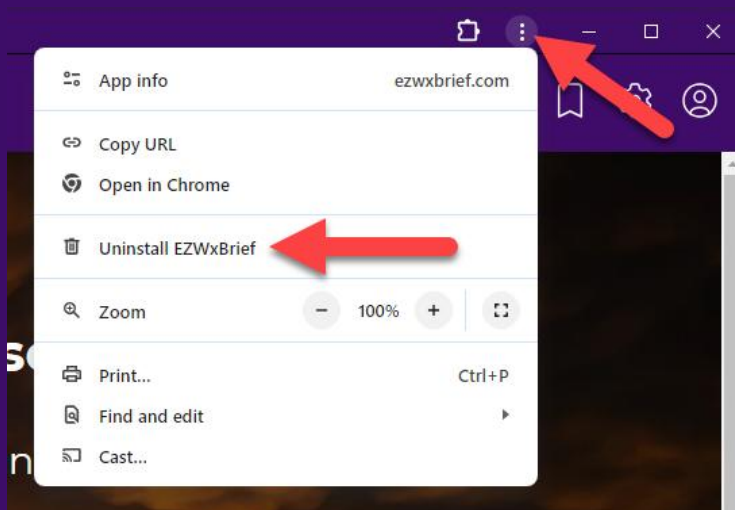 App info ezwxbrief.com
Copy URL
Open in Chrome
Uninstall EZWxBrief
Zoom - 100% +
Print... Ctrl+P
Find and edit
Cast...
s
n